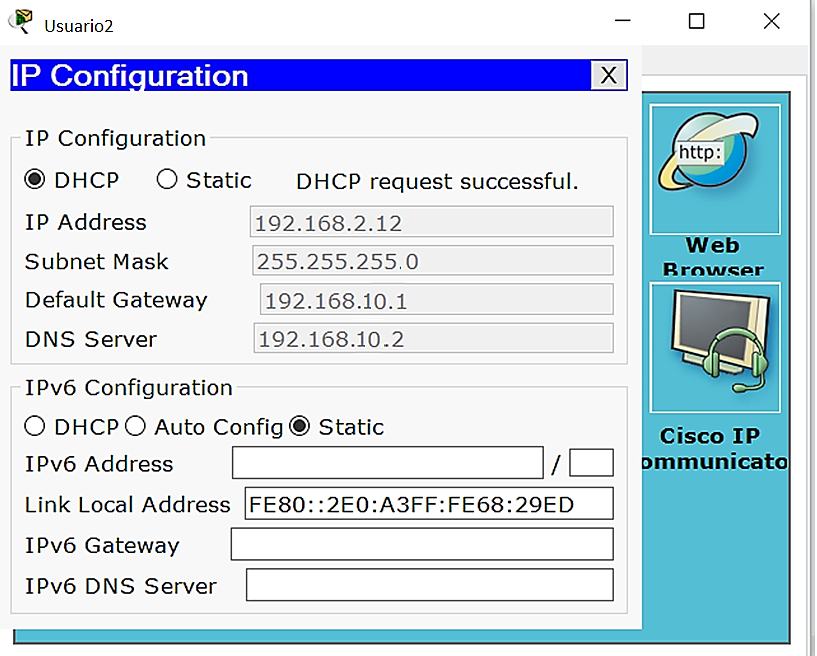 Usuario2
IP Configuration X
IP Configuration
DHCP Static DHCP request successful.
IP Address 192.168.2.12
Subnet Mask 255.255.255.0
Default Gateway 192.168.10.1
DNS Server 192.168.10.2
IPv6 Configuration
DHCP Auto Config Static
IPv6 Address /
Link Local Address FE80::2E0:A3FF:FE68:29ED
IPv6 Gateway
IPv6 DNS Server
http:
Web
Browser
Cisco IP
ommunicato